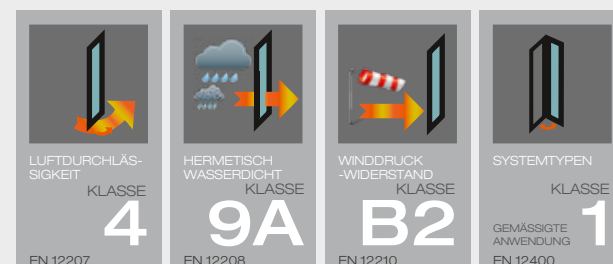 LUFTDURCHLÄS-
SIGKEIT
KLASSE
4
EN 12207
HERMETISCH
WASSERDICHT
KLASSE
9A
EN 12208
WINDDRUCK
-WIDERSTAND
KLASSE
B2
EN 12210
SYSTEMTYPEN
KLASSE
GEMÄSSIGTE
ANWENDUNG
1
EN 12400